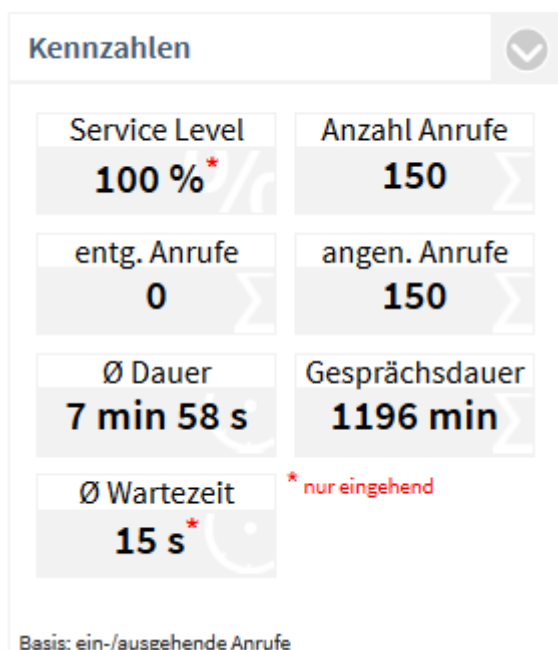 Kennzahlen
Service Level
100 %*
Anzahl Anrufe
150
entg. Anrufe
0
angen. Anrufe
150
Ø Dauer
7 min 58 s
Gesprächsdauer
1196 min
Ø Wartezeit
15 s*
* nur eingehend
Basis: ein-/ausgehende Anrufe